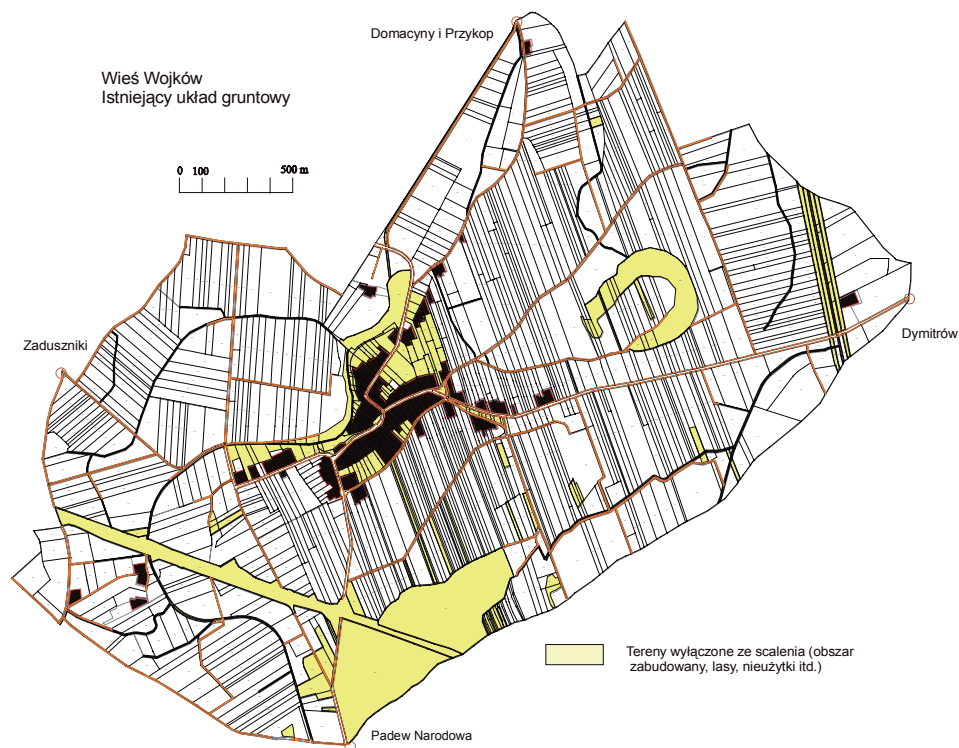 Domacyny i Przykop
Wieś Wojków
Istniejący układ gruntowy
0 100 500 m
Zaduszniki
Dymitrów
Tereny wyłączone ze scalenia (obszar
zabudowany, lasy, nieużytki itd.)
Padew Narodowa